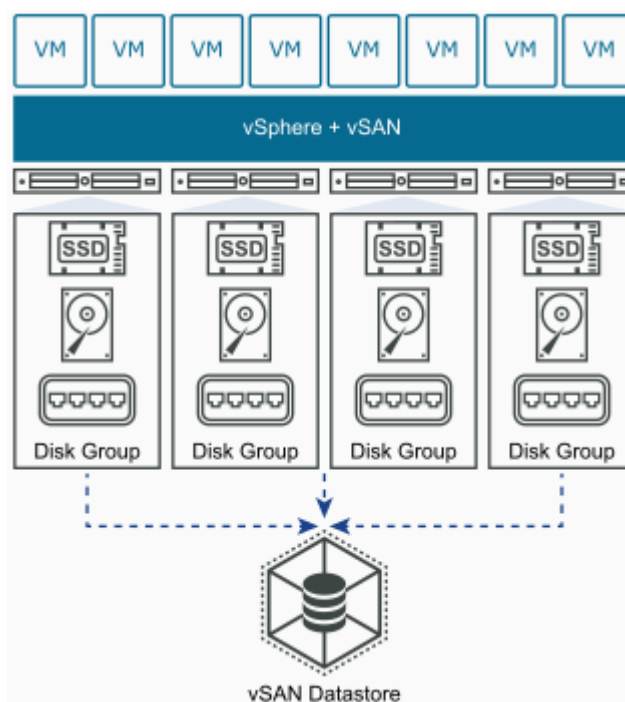 VM VM VM VM VM VM VM VM
vSphere + vSAN
SSD SSD SSD SSD
Disk Group Disk Group Disk Group Disk Group
vSAN Datastore